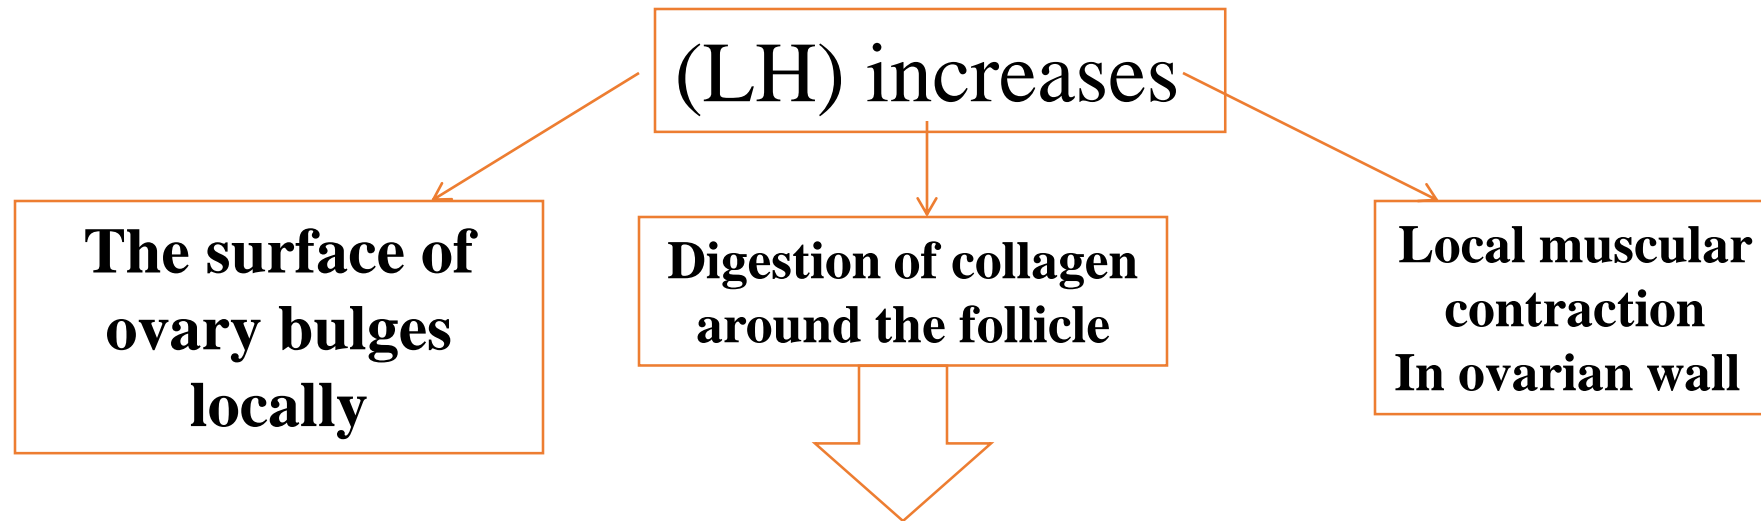 (LH) increases
The surface of
ovary bulges
locally
Digestion of collagen
around the follicle
Local muscular
contraction
In ovarian wall